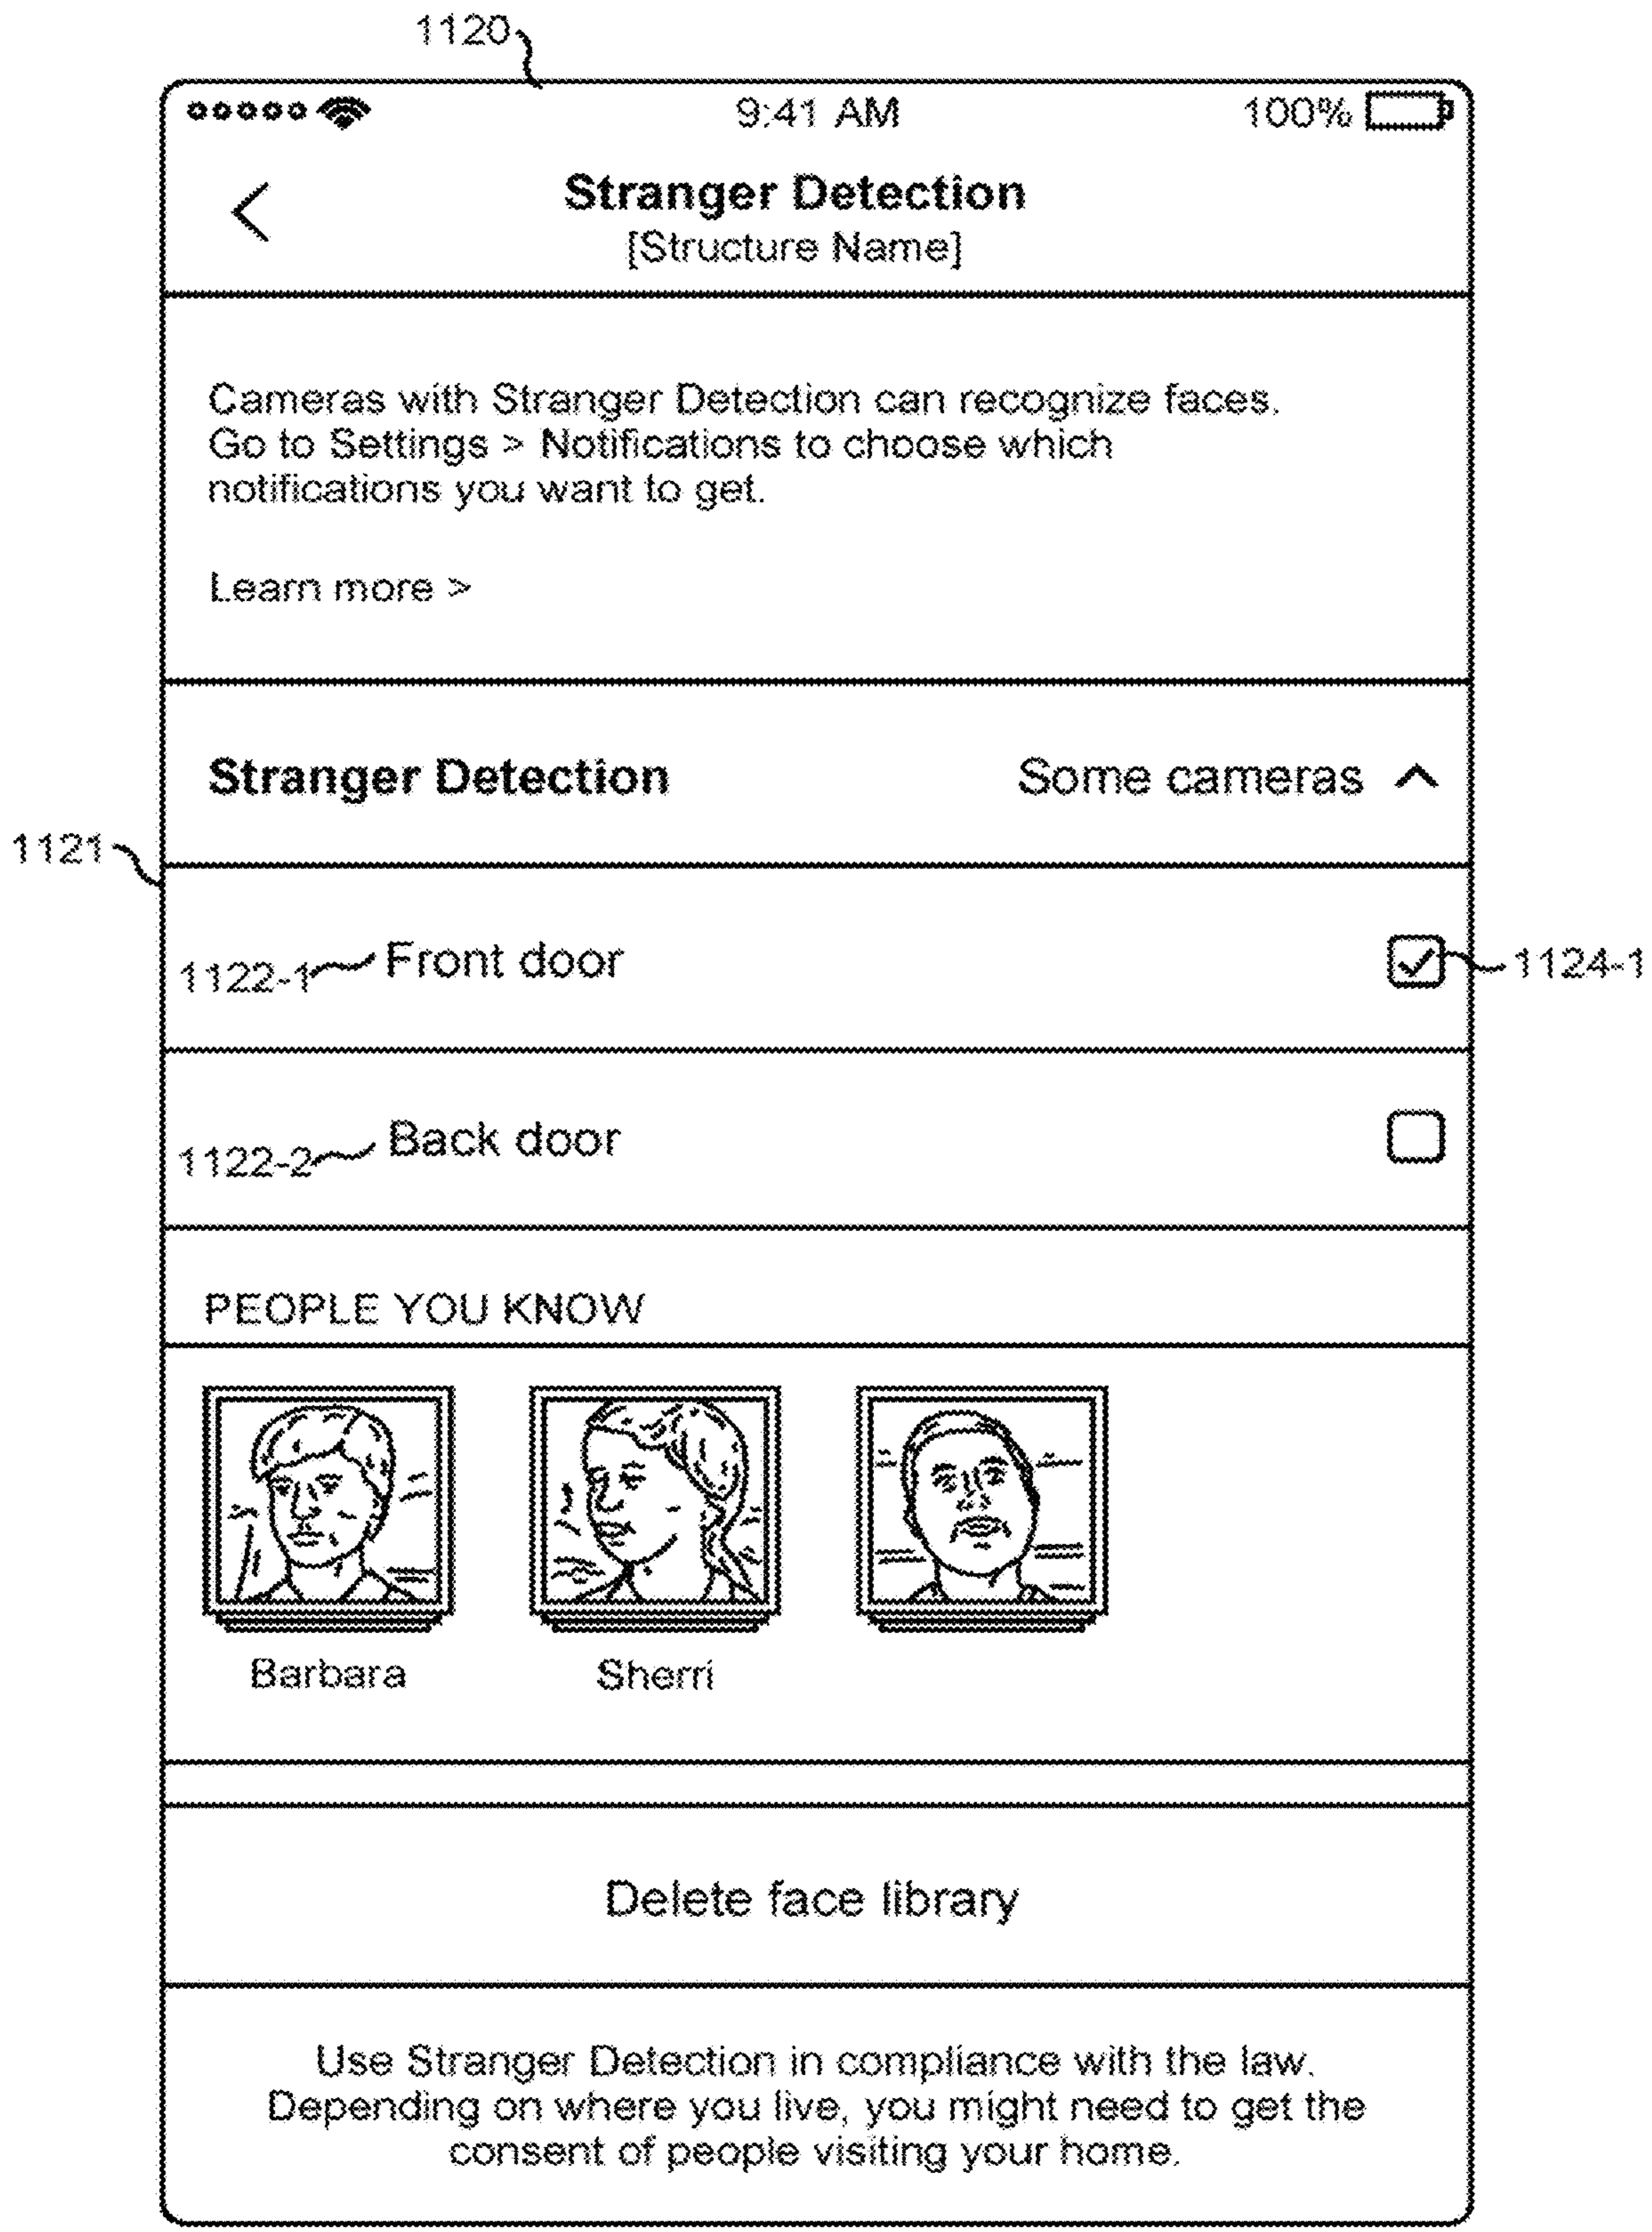 1120
9:41 AM 100%
Stranger Detection
[Structure Name]
Cameras with Stranger Detection can recognize faces.
Go to Settings > Notifications to choose which
notifications you want to get.
Learn more >
Stranger Detection Some cameras
1121
1122-1 Front door 1124-1
1122-2 Back door
PEOPLE YOU KNOW
Barbara Sherri
Delete face library
Use Stranger Detection in compliance with the law.
Depending on where you live, you might need to get the
consent of people visiting your home.